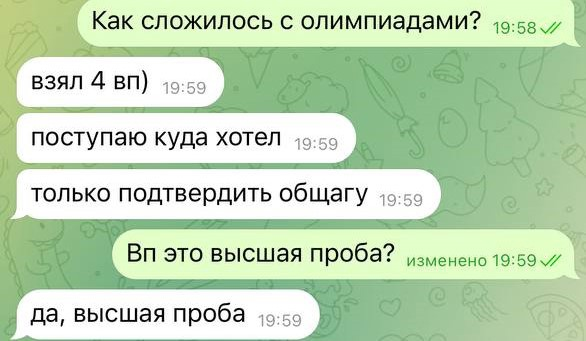 Как сложилось с олимпиадами? 19:58
взял 4 вп) 19:59
поступаю куда хотел 19:59
только подтвердить общагу 19:59
Вп это высшая проба? изменено 19:59
да, высшая проба 19:59